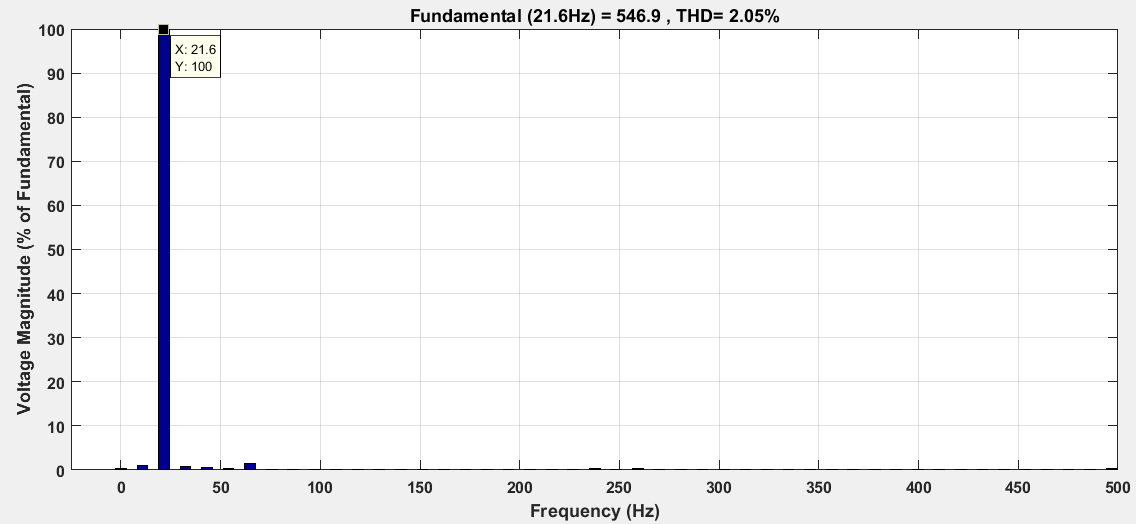 Fundamental (21.6Hz) = 546.9 , THD= 2.05%
X: 21.6
Y: 100
Voltage Magnitude (% of Fundamental)
100
90
80
70
60
50
40
30
20
10
0
0 50 100 150 200 250 300 350 400 450 500
Frequency (Hz)